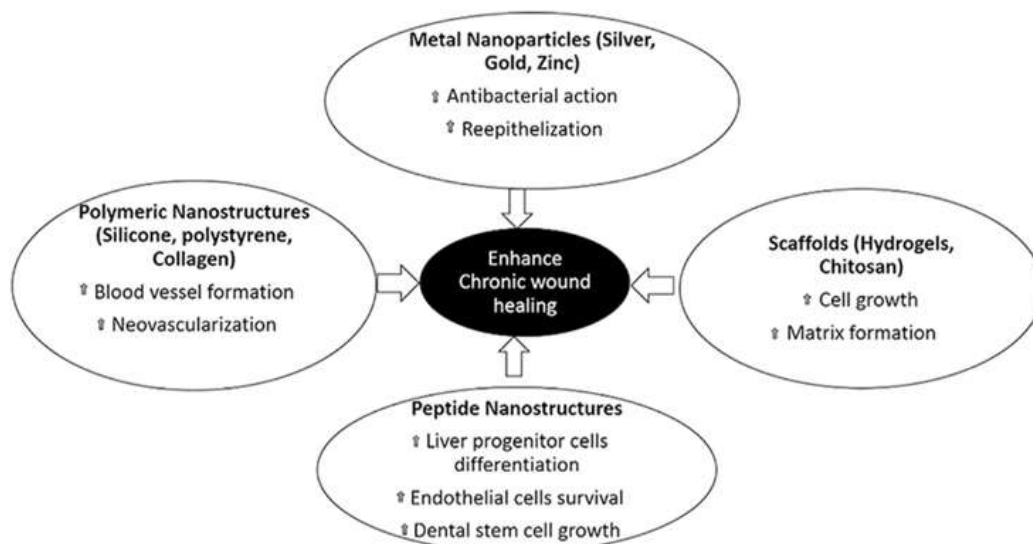 Metal Nanoparticles (Silver,
Gold, Zinc)
⇧ Antibacterial action
⇧ Reepithelization
Polymeric Nanostructures
(Silicone, polystyrene,
Collagen)
⇧ Blood vessel formation
⇧ Neovascularization
Enhance
Chronic wound
healing
Scaffolds (Hydrogels,
Chitosan)
⇧ Cell growth
⇧ Matrix formation
Peptide Nanostructures
⇧ Liver progenitor cells
differentiation
⇧ Endothelial cells survival
⇧ Dental stem cell growth